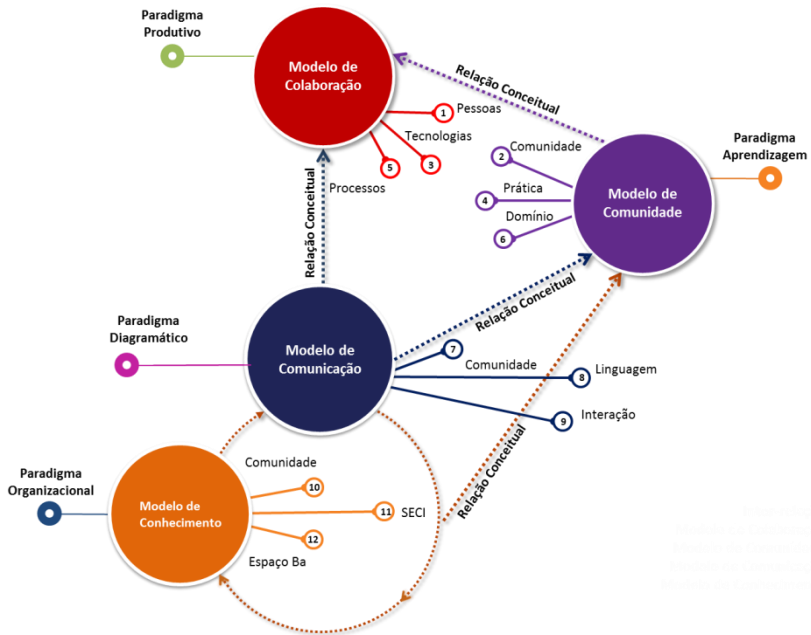 Paradigma
Produtivo
Modelo de
Colaboração
Relação Conceitual
1
Pessoas
Tecnologias
3
5
Processos
Paradigma
Aprendizagem
2
Comunidade
4
Prática
Domínio
6
Modelo de
Comunidade
Relação Conceitual
Relação Conceitual
Paradigma
Diagramático
Modelo de
Comunicação
7
Comunidade
8
Linguagem
9
Interação
Relação Conceitual
Paradigma
Organizacional
Modelo de
Conhecimento
Comunidade
10
11
SECI
12
Espaço Ba